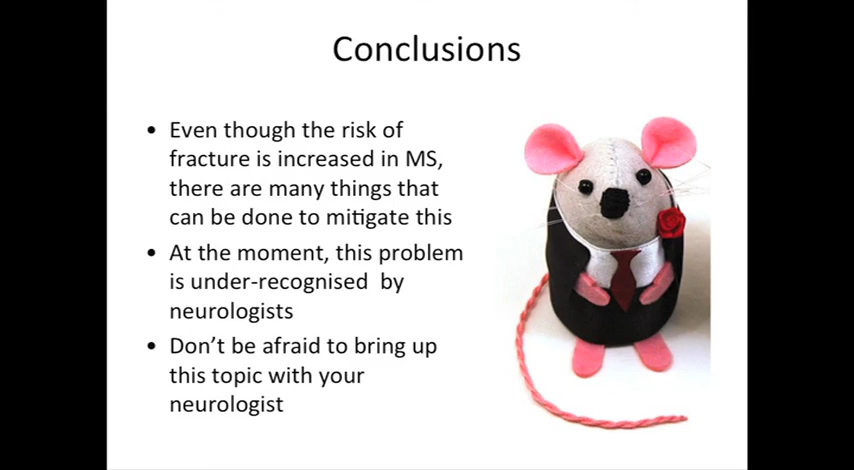 Conclusions
• Even though the risk of
fracture is increased in MS,
there are many things that
can be done to mitigate this
• At the moment, this problem
is under-recognised  by
neurologists
• Don’t be afraid to bring up
this topic with your
neurologist